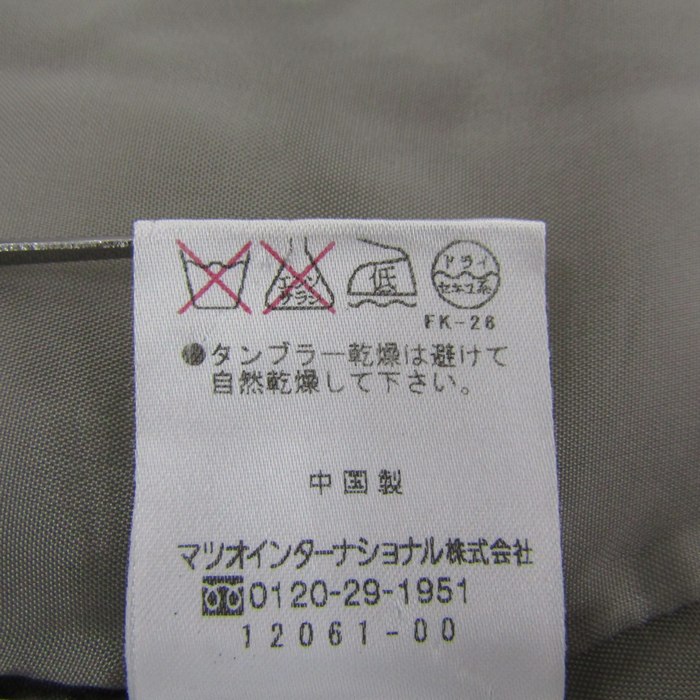 エンソ
サラシ
低
ドライ
セキユ系
FK-26
●タンブラー乾燥は避けて
自然乾燥して下さい。
中国製
マツオインターナショナル株式会社
0120-29-1951
12061-00